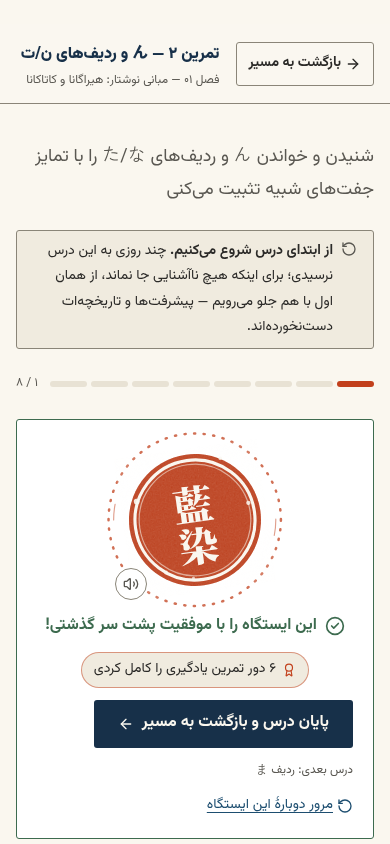 بازگشت به مسیر →
تمرین ۲ — ん و ردیف‌های ن/ت
فصل ۰۱ — مبانی نوشتار: هیراگانا و کاتاکانا
شنیدن و خواندن ん و ردیف‌های た/な را با تمایز
جفت‌های شبیه تثبیت می‌کنی
از ابتدای درس شروع می‌کنیم. چند روزی به این درس
نرسیدی؛ برای اینکه هیچ ناآشنایی جا نماند، از همان
اول با هم جلو می‌رویم — پیشرفت‌ها و تاریخچه‌ات
دست‌نخورده‌اند.
۱ / ۸
藍染
این ایستگاه را با موفقیت پشت سر گذشتی!
۶ دور تمرین یادگیری را کامل کردی
پایان درس و بازگشت به مسیر ←
درس بعدی: ردیف ま
مرور دوبارهٔ این ایستگاه